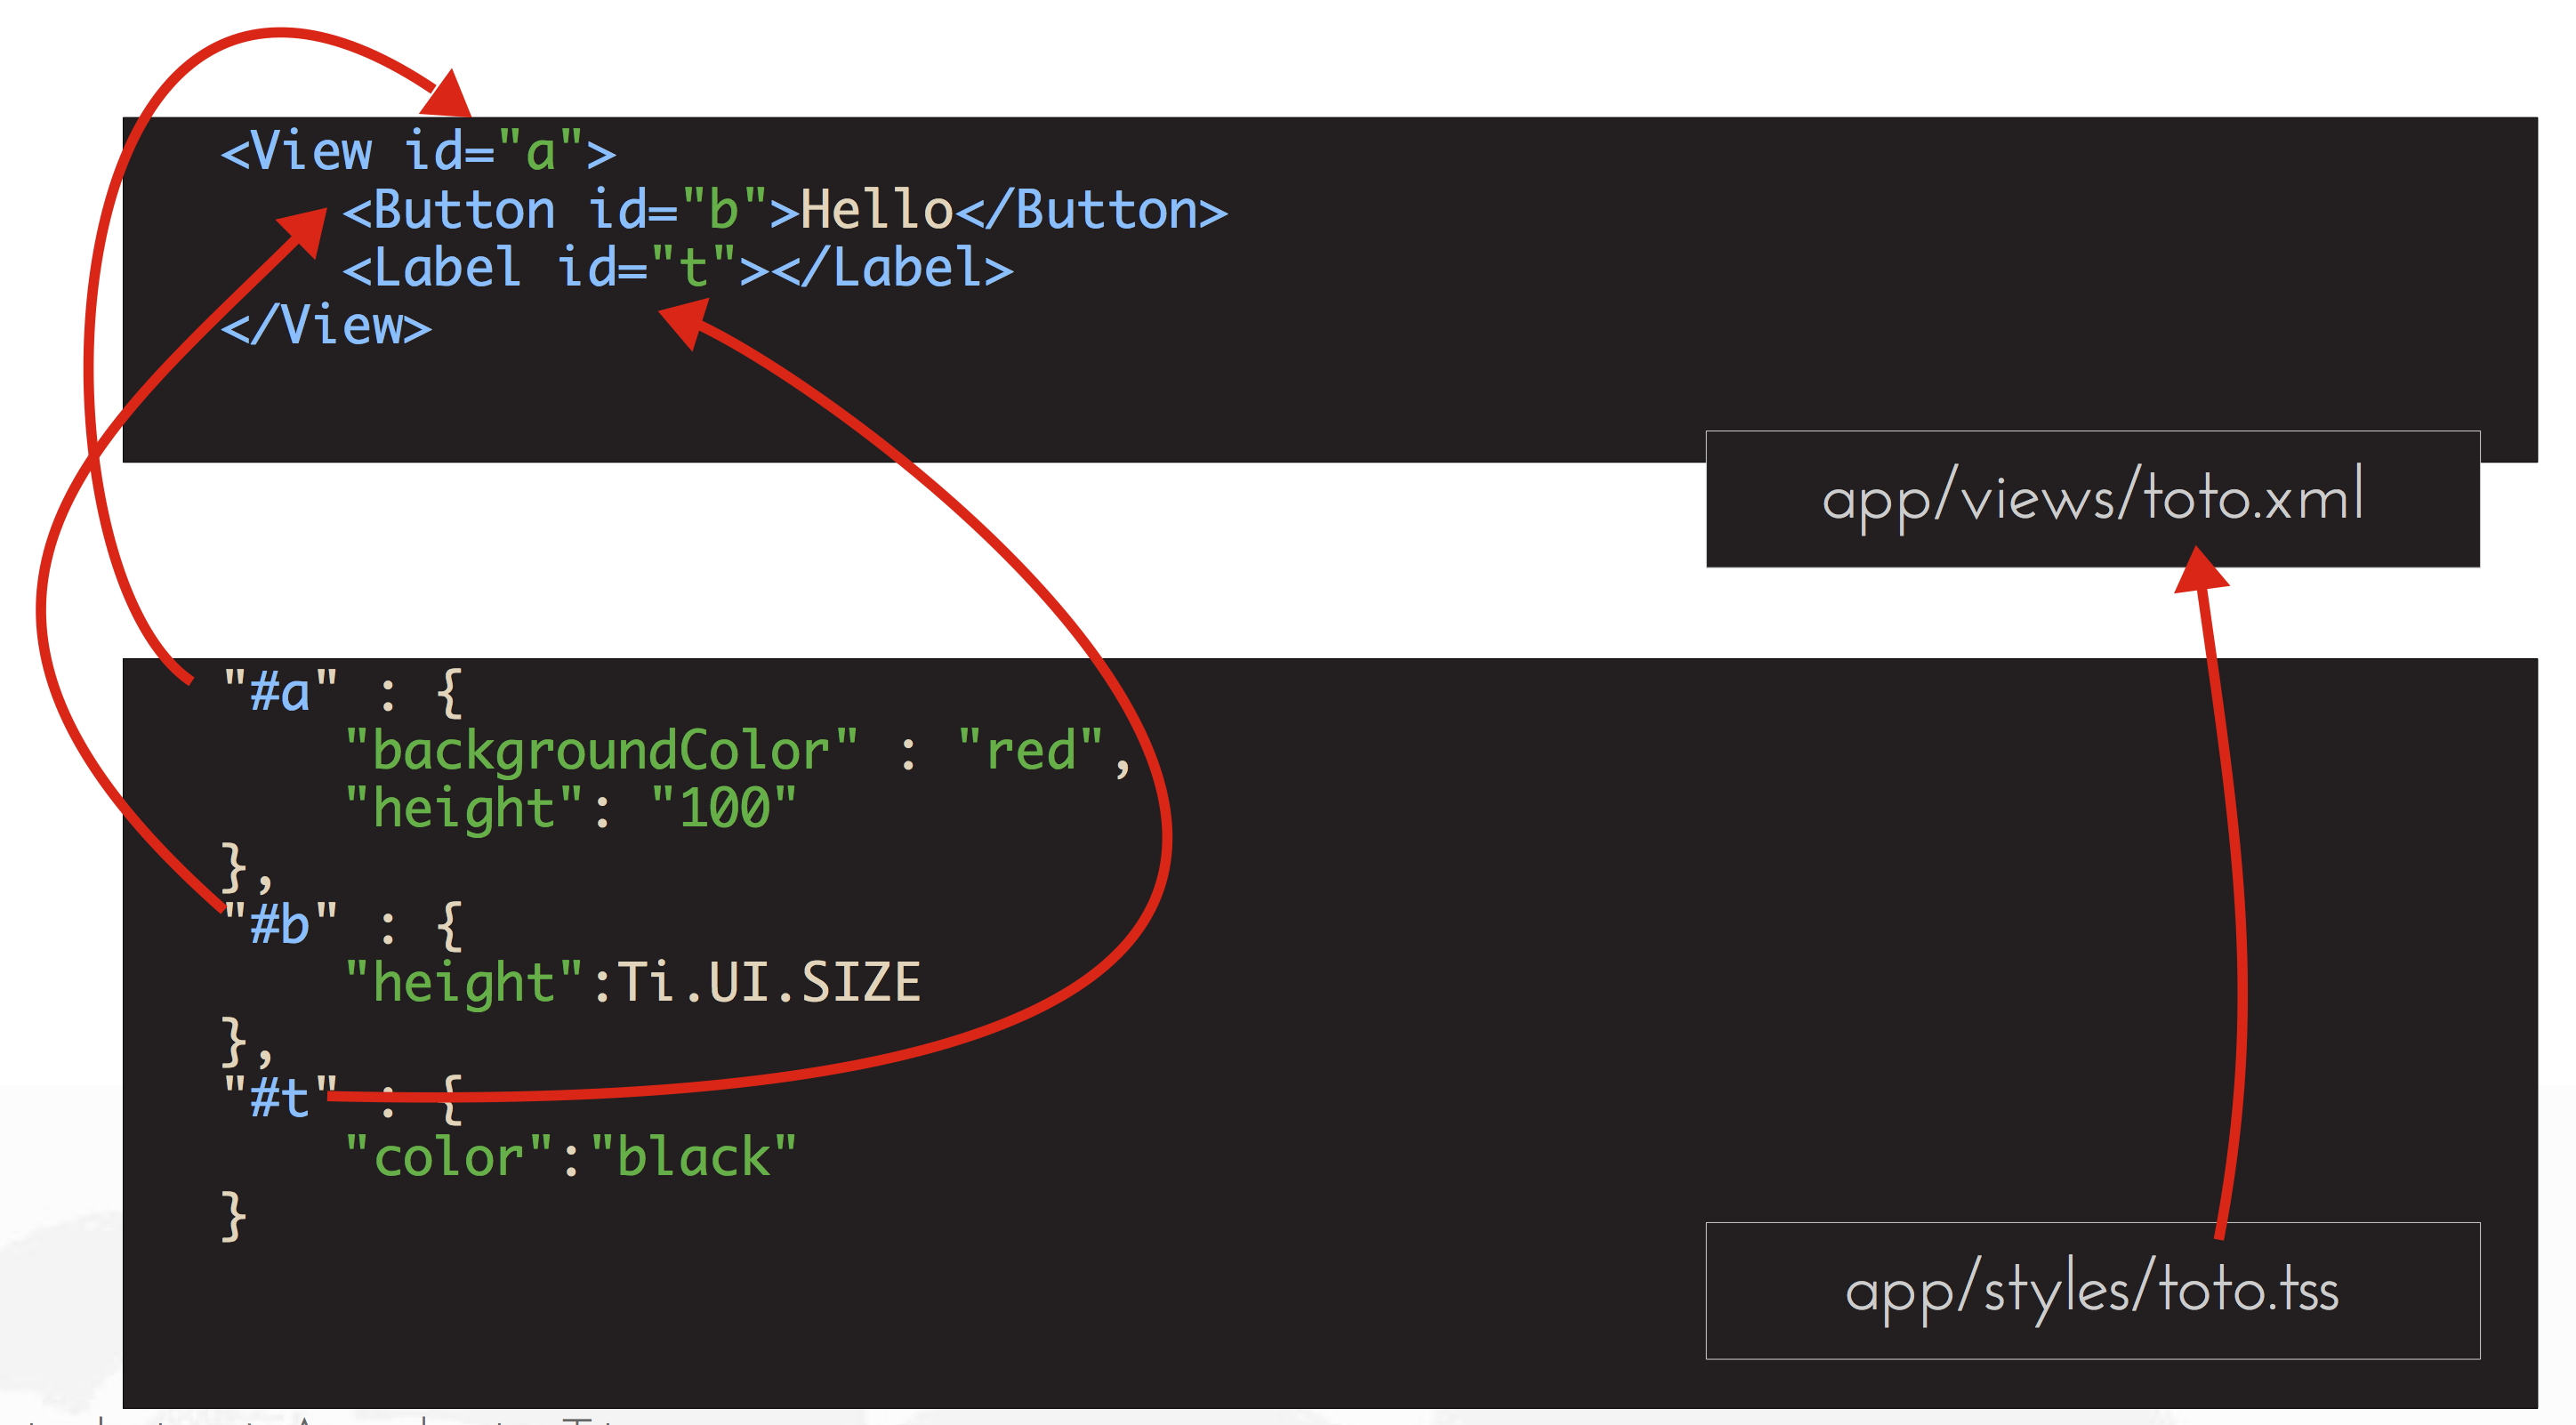 <View id="a">
<Button id="b">Hello</Button>
<Label id="t"></Label>
</View>
app/views/toto.xml
"#a" : {
"backgroundColor" : "red",
"height": "100"
},
"#b" : {
"height":Ti.UI.SIZE
},
"#t" : {
"color":"black"
}
app/styles/toto.tss